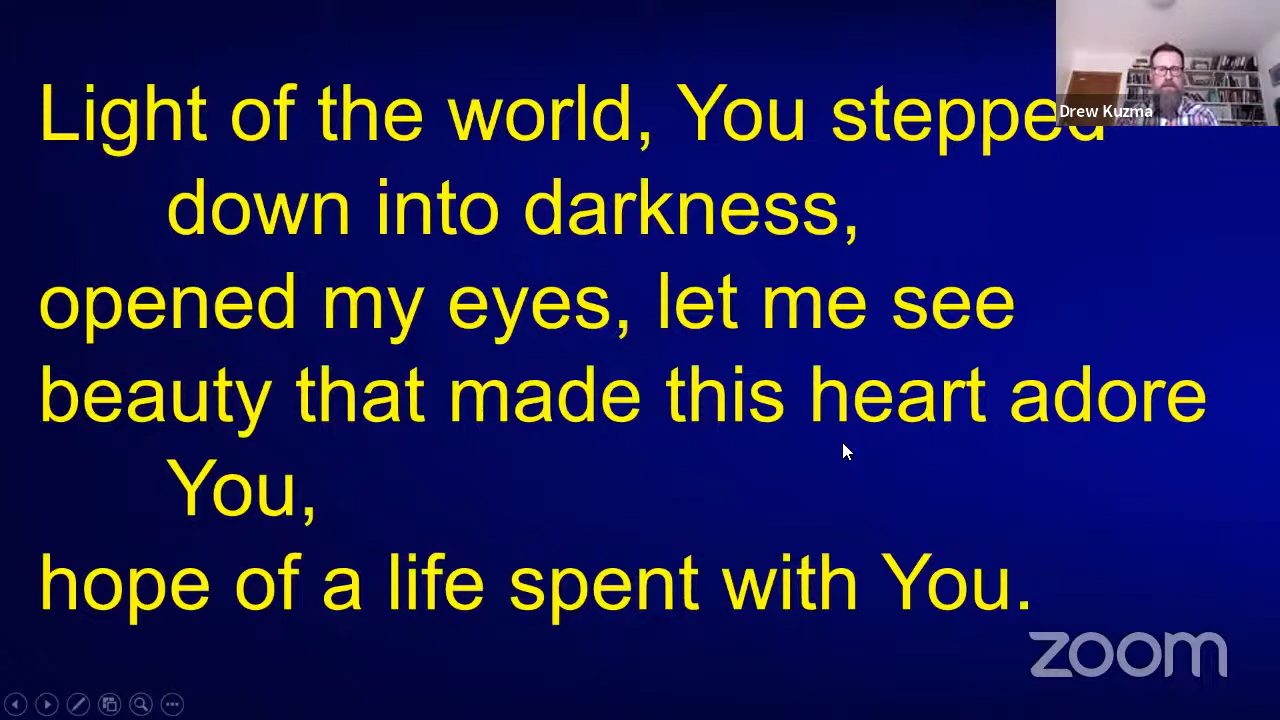 Light of the world, You stepped
down into darkness,
opened my eyes, let me see
beauty that made this heart adore
You,
hope of a life spent with You.
Drew Kuzma
zoom